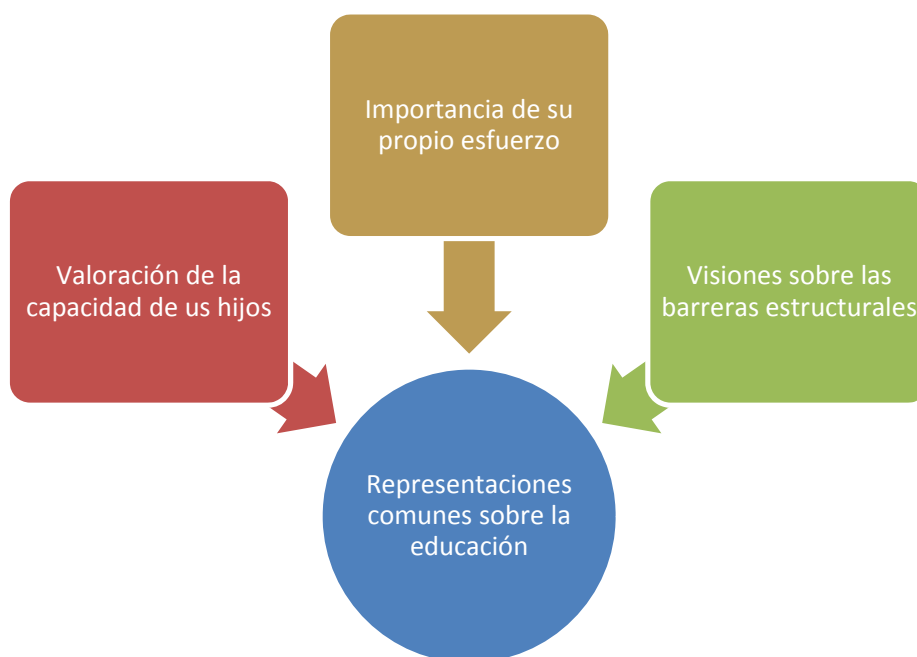 Importancia de su
propio esfuerzo
Valoración de la
capacidad de us hijos
Visiones sobre las
barreras estructurales
Representaciones
comunes sobre la
educación